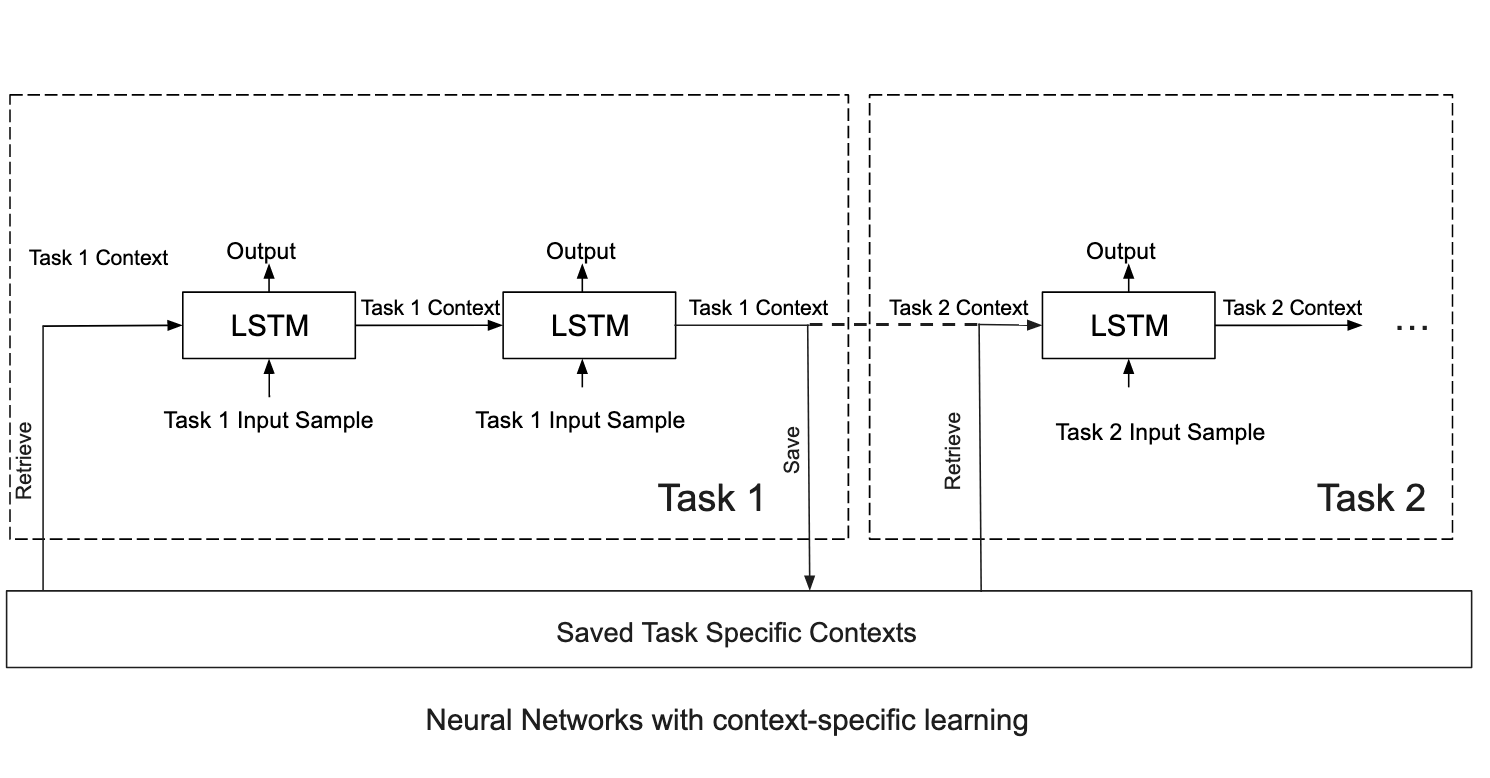 Task 1 Context
Output
Output
Output
LSTM
Task 1 Context
LSTM
Task 1 Context
Task 2 Context
LSTM
Task 2 Context
...
Task 1 Input Sample
Task 1 Input Sample
Task 2 Input Sample
Retrieve
Save
Retrieve
Task 1
Task 2
Saved Task Specific Contexts
Neural Networks with context-specific learning